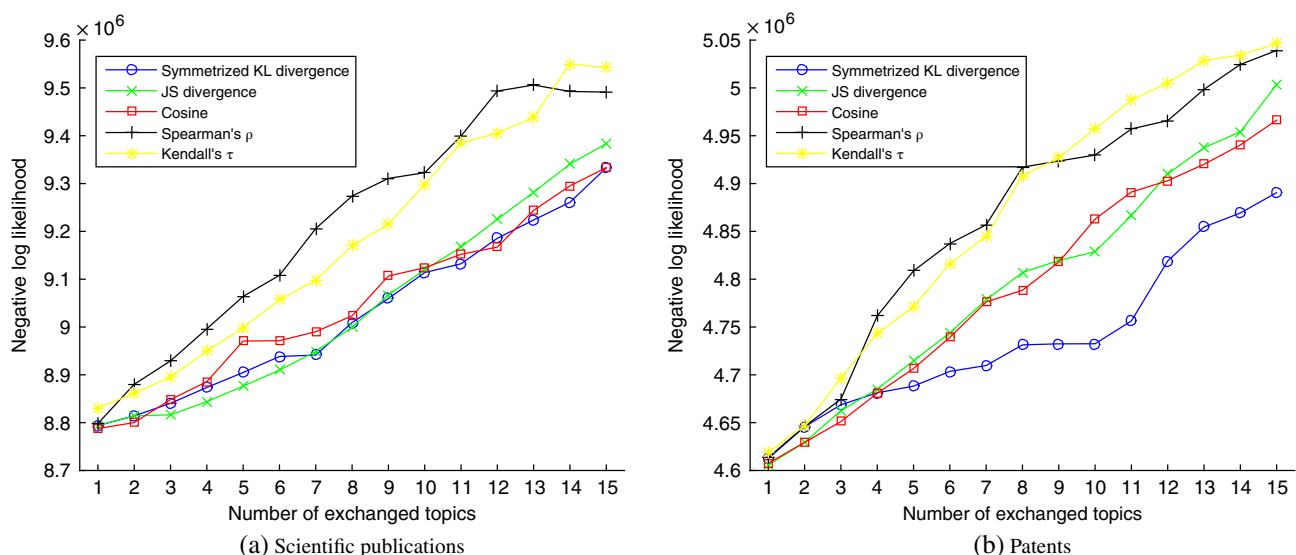 × 10⁶
9.6
9.5
9.4
9.3
9.2
9.1
9
8.9
8.8
8.7
Negative log likelihood
Symmetrized KL divergence
JS divergence
Cosine
Spearman's ρ
Kendall's τ
1 2 3 4 5 6 7 8 9 10 11 12 13 14 15
Number of exchanged topics
(a) Scientific publications
× 10⁶
5.05
5
4.95
4.9
4.85
4.8
4.75
4.7
4.65
4.6
Negative log likelihood
Symmetrized KL divergence
JS divergence
Cosine
Spearman's ρ
Kendall's τ
1 2 3 4 5 6 7 8 9 10 11 12 13 14 15
Number of exchanged topics
(b) Patents